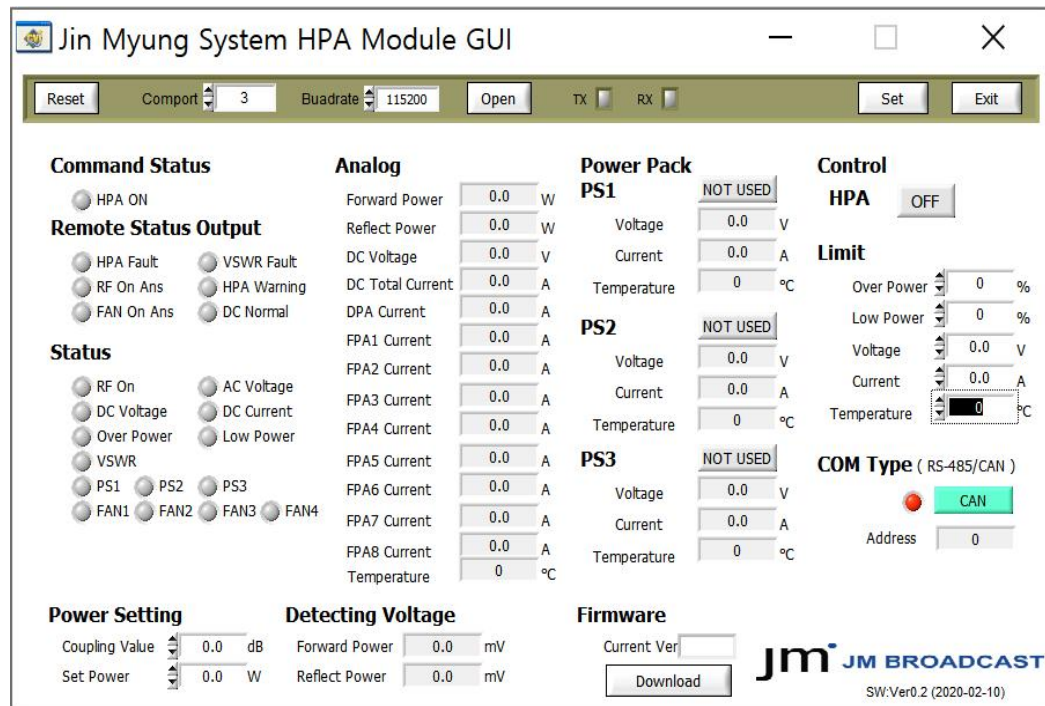 Jin Myung System HPA Module GUI
Reset Comport 3 Buadrate 115200 Open TX RX Set Exit
Command Status
HPA ON
Remote Status Output
HPA Fault VSWR Fault
RF On Ans HPA Warning
FAN On Ans DC Normal
Status
RF On AC Voltage
DC Voltage DC Current
Over Power Low Power
VSWR
PS1 PS2 PS3
FAN1 FAN2 FAN3 FAN4
Analog
Forward Power 0.0 W
Reflect Power 0.0 W
DC Voltage 0.0 V
DC Total Current 0.0 A
DPA Current 0.0 A
FPA1 Current 0.0 A
FPA2 Current 0.0 A
FPA3 Current 0.0 A
FPA4 Current 0.0 A
FPA5 Current 0.0 A
FPA6 Current 0.0 A
FPA7 Current 0.0 A
FPA8 Current 0.0 A
Temperature 0 °C
Power Pack
PS1 NOT USED
Voltage 0.0 V
Current 0.0 A
Temperature 0 °C
PS2 NOT USED
Voltage 0.0 V
Current 0.0 A
Temperature 0 °C
PS3 NOT USED
Voltage 0.0 V
Current 0.0 A
Temperature 0 °C
Control
HPA OFF
Limit
Over Power 0 %
Low Power 0 %
Voltage 0.0 V
Current 0.0 A
Temperature 0 °C
COM Type ( RS-485/CAN )
CAN
Address 0
Power Setting
Coupling Value 0.0 dB
Set Power 0.0 W
Detecting Voltage
Forward Power 0.0 mV
Reflect Power 0.0 mV
Firmware
Current Ver
Download
Jm JM BROADCAST
SW:Ver0.2 (2020-02-10)